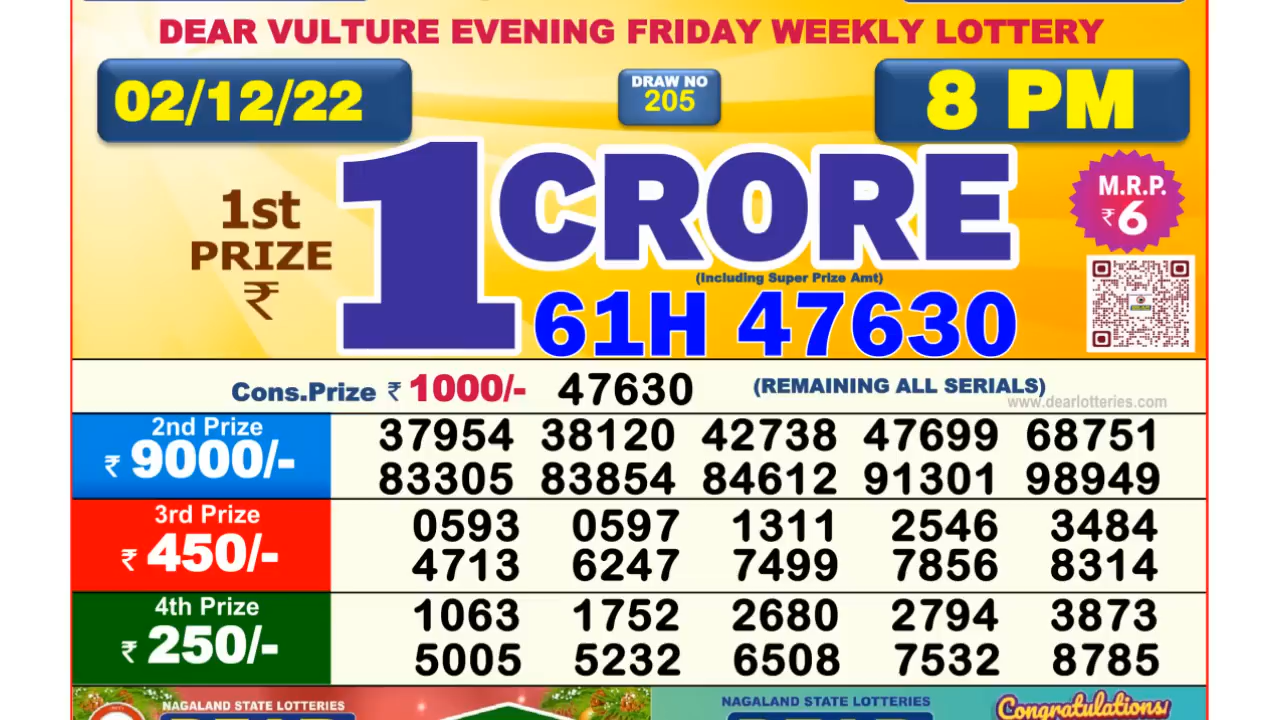 DEAR VULTURE EVENING FRIDAY WEEKLY LOTTERY
02/12/22
DRAW NO
205
8 PM
1st
PRIZE
₹
1 CRORE
(Including Super Prize Amt)
61H 47630
M.R.P.
₹ 6
Cons.Prize ₹ 1000/- 47630 (REMAINING ALL SERIALS)
www.dearlotteries.com
2nd Prize
₹ 9000/-
37954 38120 42738 47699 68751
83305 83854 84612 91301 98949
3rd Prize
₹ 450/-
0593 0597 1311 2546 3484
4713 6247 7499 7856 8314
4th Prize
₹ 250/-
1063 1752 2680 2794 3873
5005 5232 6508 7532 8785
NAGALAND STATE LOTTERIES
NAGALAND STATE LOTTERIES
Congratulations